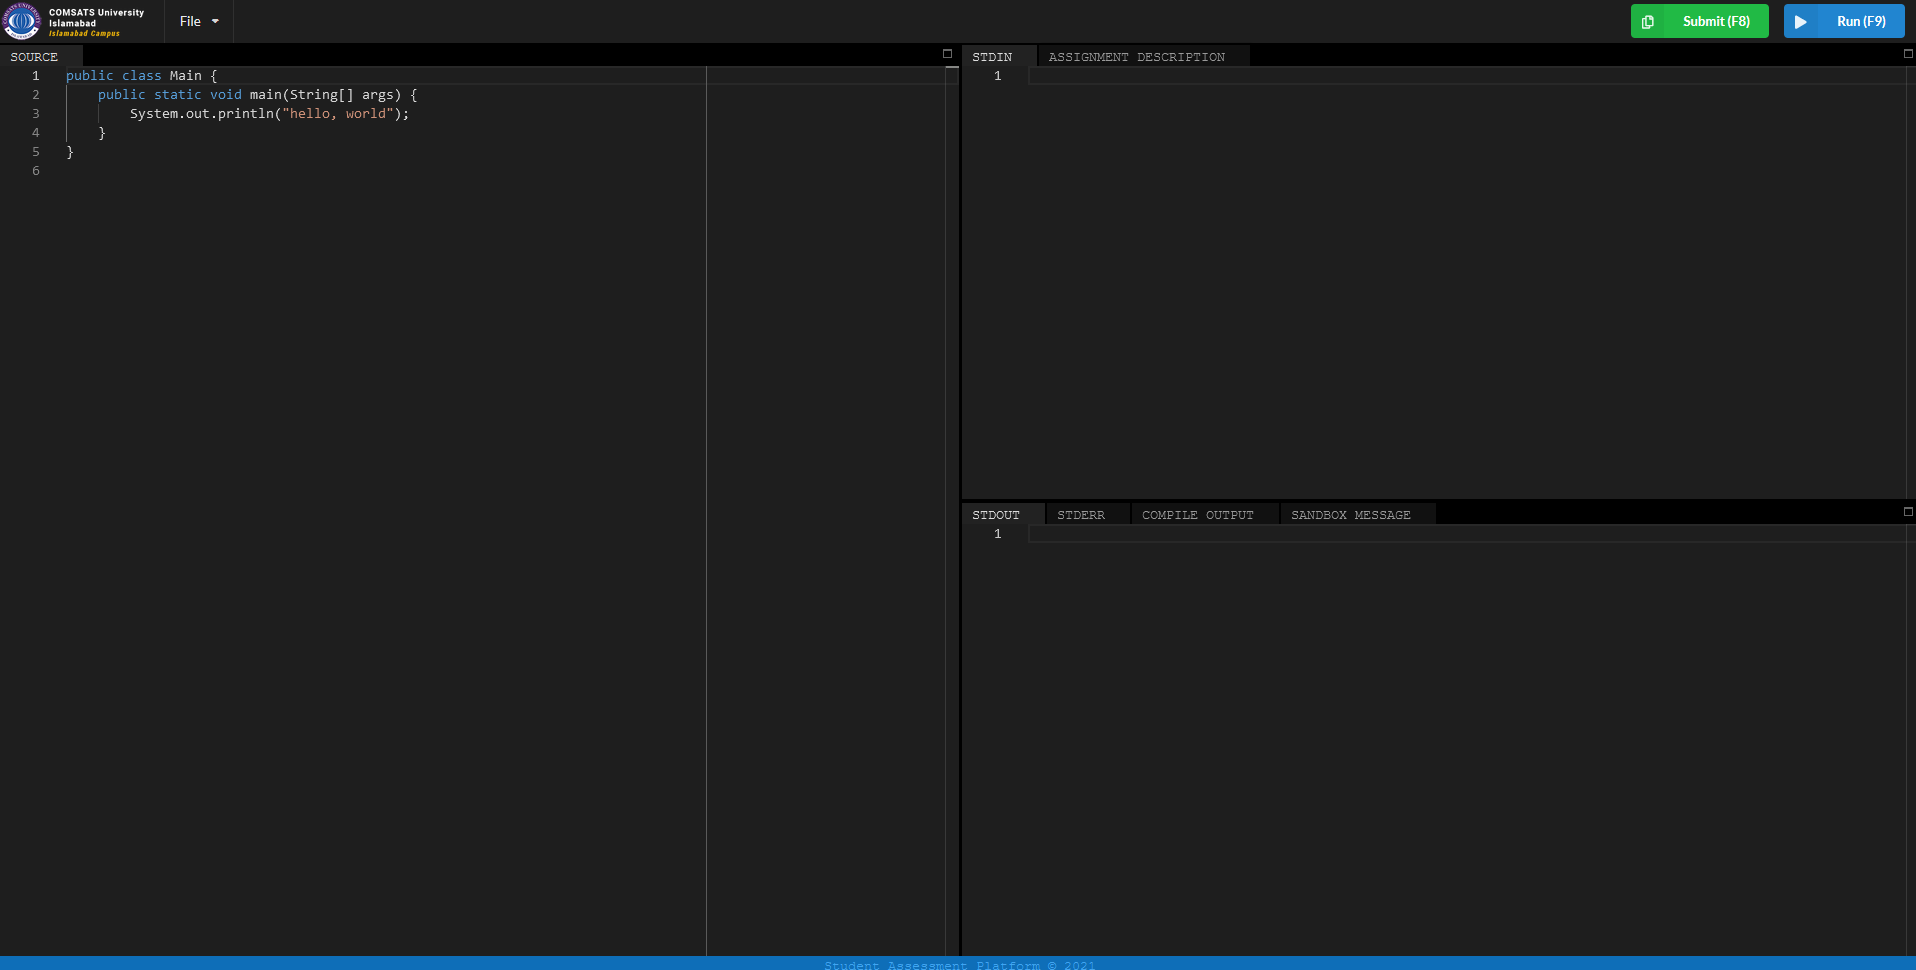 COMSATS University
Islamabad
Islamabad Campus
File
Submit (F8)
Run (F9)
SOURCE
1 public class Main {
2 public static void main(String[] args) {
3 System.out.println("hello, world");
4 }
5 }
6
STDIN ASSIGNMENT DESCRIPTION
1
STDOUT STDERR COMPILE OUTPUT SANDBOX MESSAGE
1
Student Assessment Platform © 2021